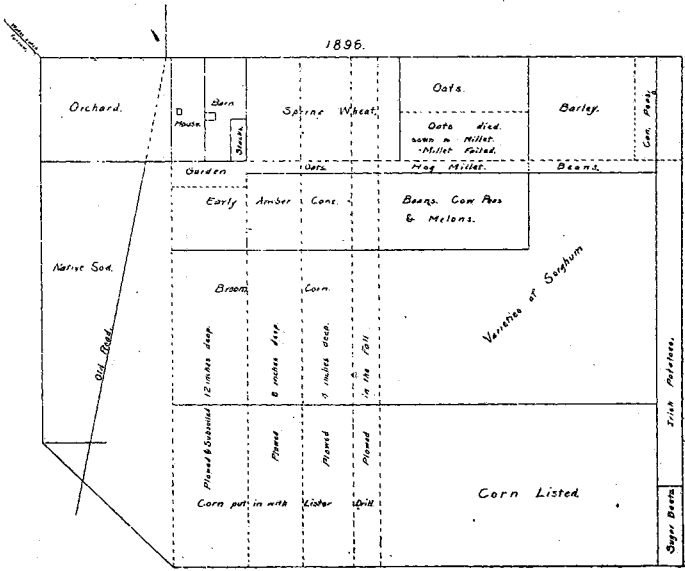 1896.
Orchard.
House.
Barn
Stacks
Spring Wheat.
Oats.
Oats died.
sown to Millet.
Millet Failed.
Barley.
Can. Peas.
Garden
Oats
Hog Millet.
Beans.
Early Amber Cane.
Beans. Cow Peas
& Melons.
Native Sod.
Old Road.
Broom Corn.
Varieties of Sorghum
Plowed & Subsoiled 12 inches deep.
Plowed 8 inches deep.
Plowed 4 inches deep.
Plowed in the Fall
Irish Potatoes.
Corn put in with Lister Drill
Corn Listed
Sugar Beets